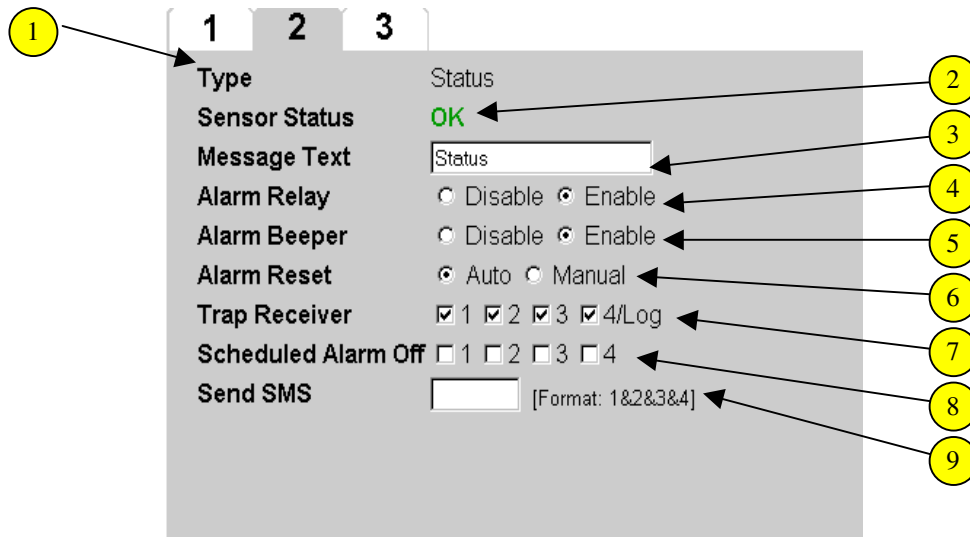 1 2 3
1
Type Status
2
Sensor Status OK
3
Message Text Status
4
Alarm Relay Disable Enable
5
Alarm Beeper Disable Enable
6
Alarm Reset Auto Manual
7
Trap Receiver 1 2 3 4/Log
8
Scheduled Alarm Off 1 2 3 4
9
Send SMS [Format: 1&2&3&4]